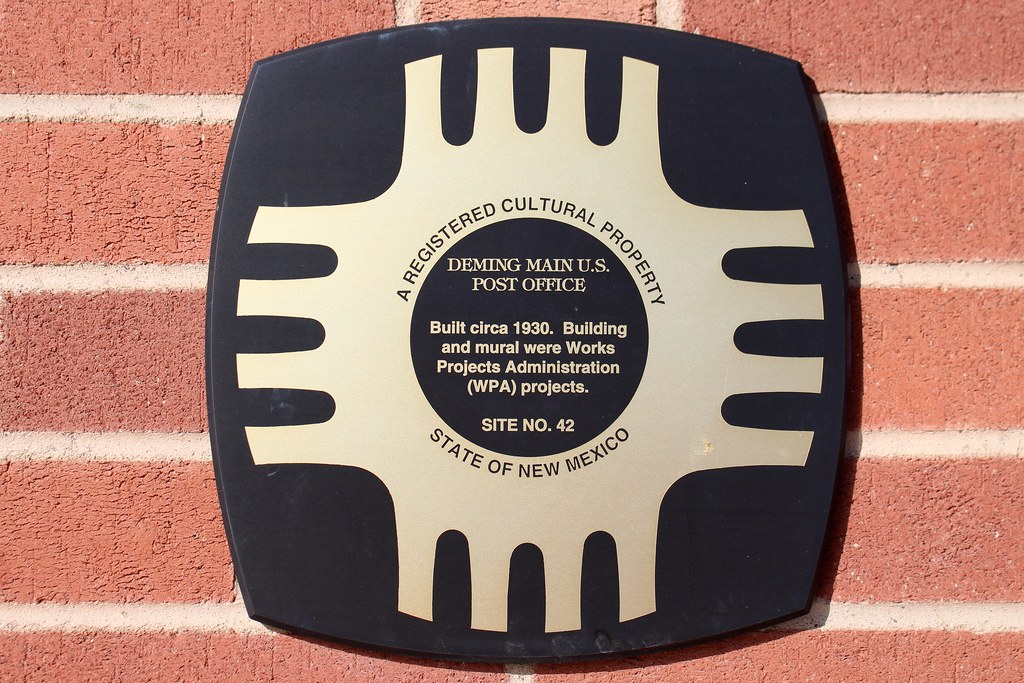 A REGISTERED CULTURAL PROPERTY
DEMING MAIN U.S.
POST OFFICE
Built circa 1930. Building
and mural were Works
Projects Administration
(WPA) projects.
SITE NO. 42
STATE OF NEW MEXICO